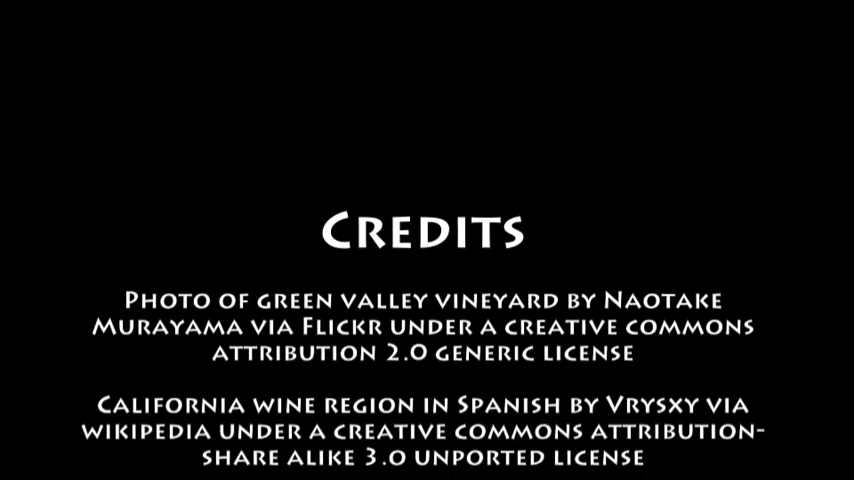 Credits
Photo of green valley vineyard by Naotake
Murayama via Flickr under a creative commons
attribution 2.0 generic license
California wine region in Spanish by Vrysxy via
wikipedia under a creative commons attribution-
share alike 3.0 unported license